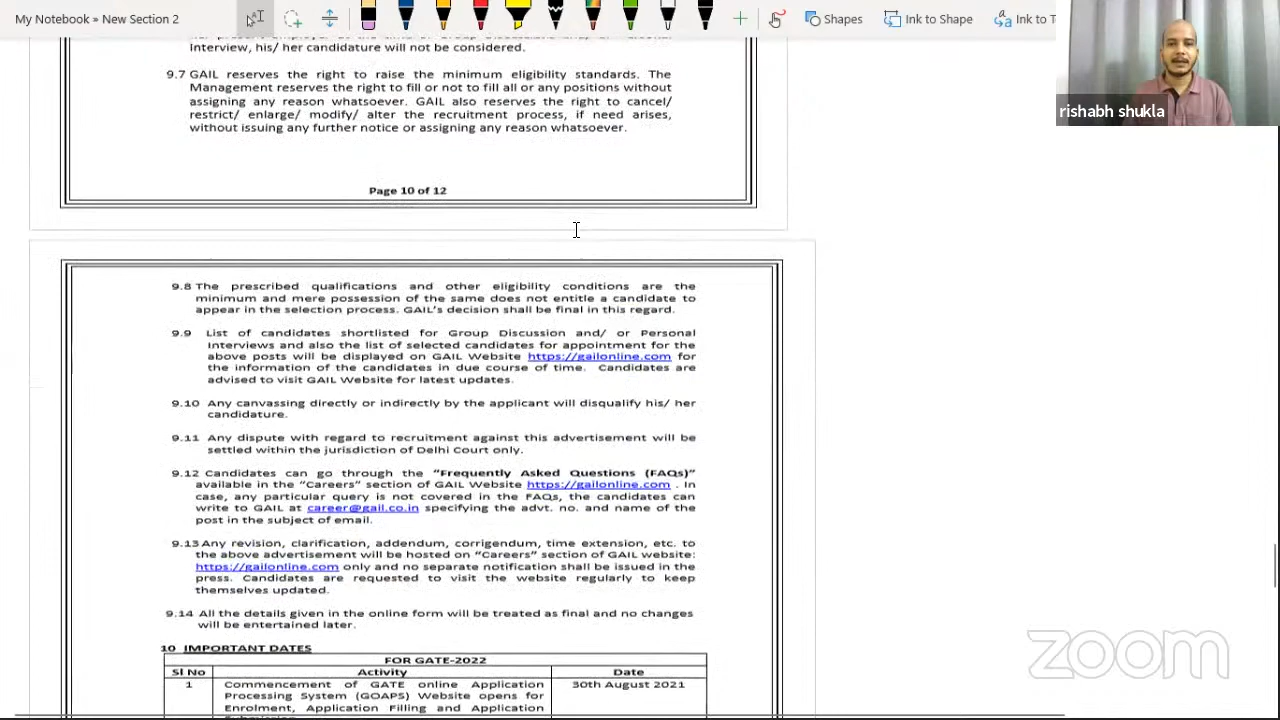 My Notebook » New Section 2
Shapes
Ink to Shape
Ink to T
rishabh shukla
Interview, his/ her candidature will not be considered.
9.7 GAIL reserves the right to raise the minimum eligibility standards. The
Management reserves the right to fill or not to fill all or any positions without
assigning any reason whatsoever. GAIL also reserves the right to cancel/
restrict/ enlarge/ modify/ alter the recruitment process, if need arises,
without issuing any further notice or assigning any reason whatsoever.
Page 10 of 12
9.8 The prescribed qualifications and other eligibility conditions are the
minimum and mere possession of the same does not entitle a candidate to
appear in the selection process. GAIL's decision shall be final in this regard.
9.9 List of candidates shortlisted for Group Discussion and/ or Personal
Interviews and also the list of selected candidates for appointment for the
above posts will be displayed on GAIL Website https://gailonline.com for
the information of the candidates in due course of time. Candidates are
advised to visit GAIL Website for latest updates.
9.10 Any canvassing directly or indirectly by the applicant will disqualify his/ her
candidature.
9.11 Any dispute with regard to recruitment against this advertisement will be
settled within the jurisdiction of Delhi Court only.
9.12 Candidates can go through the "Frequently Asked Questions (FAQs)"
available in the "Careers" section of GAIL Website https://gailonline.com . In
case, any particular query is not covered in the FAQs, the candidates can
write to GAIL at career@gail.co.in specifying the advt. no. and name of the
post in the subject of email.
9.13 Any revision, clarification, addendum, corrigendum, time extension, etc. to
the above advertisement will be hosted on "Careers" section of GAIL website:
https://gailonline.com only and no separate notification shall be issued in the
press. Candidates are requested to visit the website regularly to keep
themselves updated.
9.14 All the details given in the online form will be treated as final and no changes
will be entertained later.
10 IMPORTANT DATES
FOR GATE-2022
Sl No Activity Date
1 Commencement of GATE online Application 30th August 2021
Processing System (GOAPS) Website opens for
Enrolment, Application Filling and Application
zoom